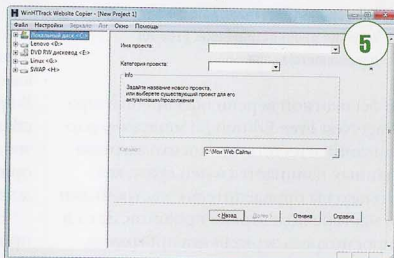 WinHTTrack Website Copier - [New Project 1]
5
Файл Настройки Зеркало Лог Окно Помощь
Локальный диск <C:>
Lenovo <D:>
DVD RW дисковод <E:>
Linux <G:>
SWAP <H:>
Имя проекта:
Категория проекта:
Info
Задайте название нового проекта,
или выберете существующий проект для его
актуализации/продолжения
Каталог:
C:\Мои Web Сайты
..
< Назад
Далее >
Отмена
Справка